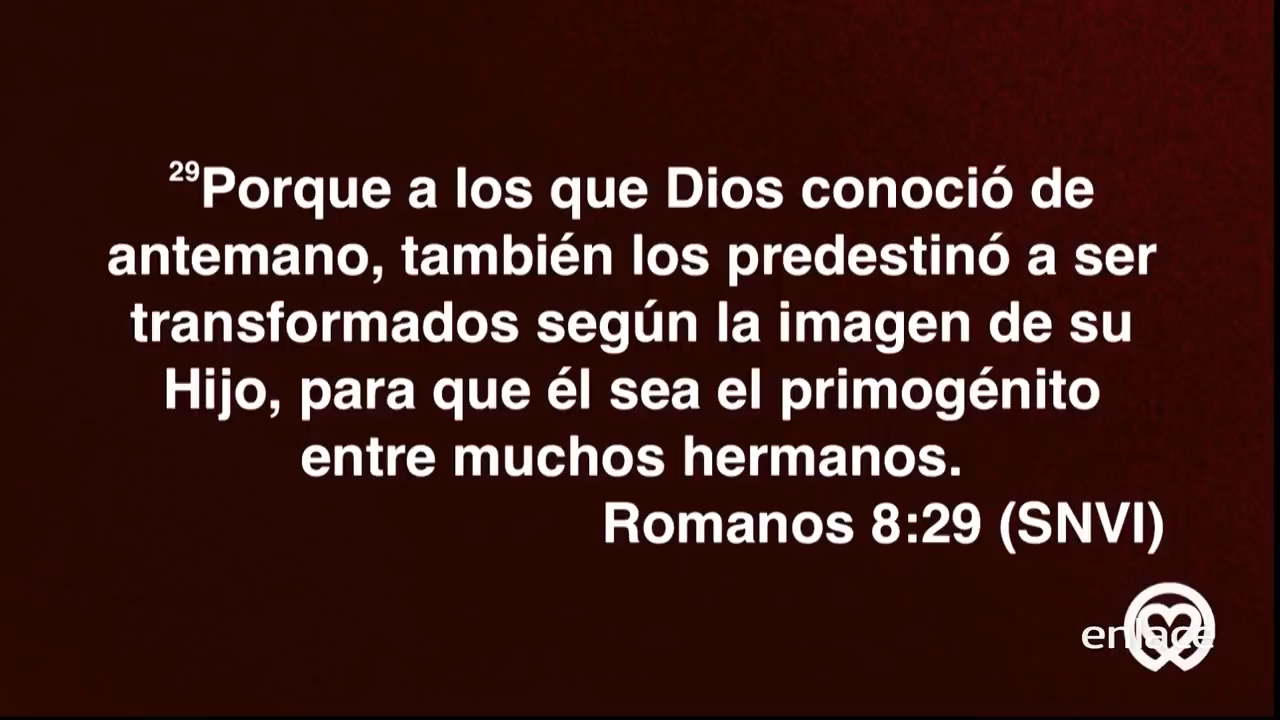 29Porque a los que Dios conoció de
antemano, también los predestinó a ser
transformados según la imagen de su
Hijo, para que él sea el primogénito
entre muchos hermanos.
Romanos 8:29 (SNVI)
enlace